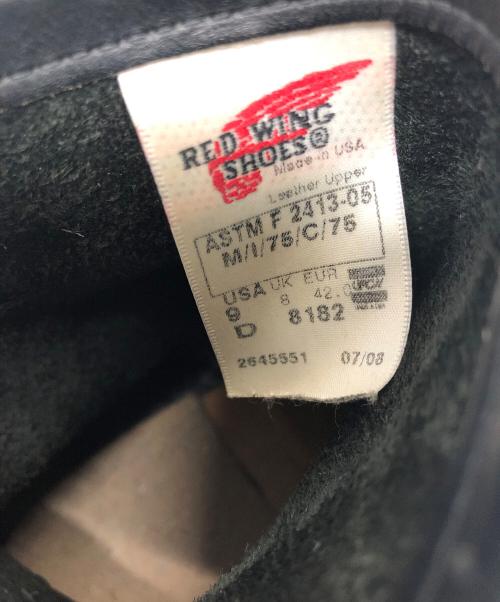 RED WING
SHOES®
Made in USA
Leather Upper
ASTM F 2413-05
M/I/75/C/75
USA UK EUR
9 8 42.0
D 8182
2645551 07/08